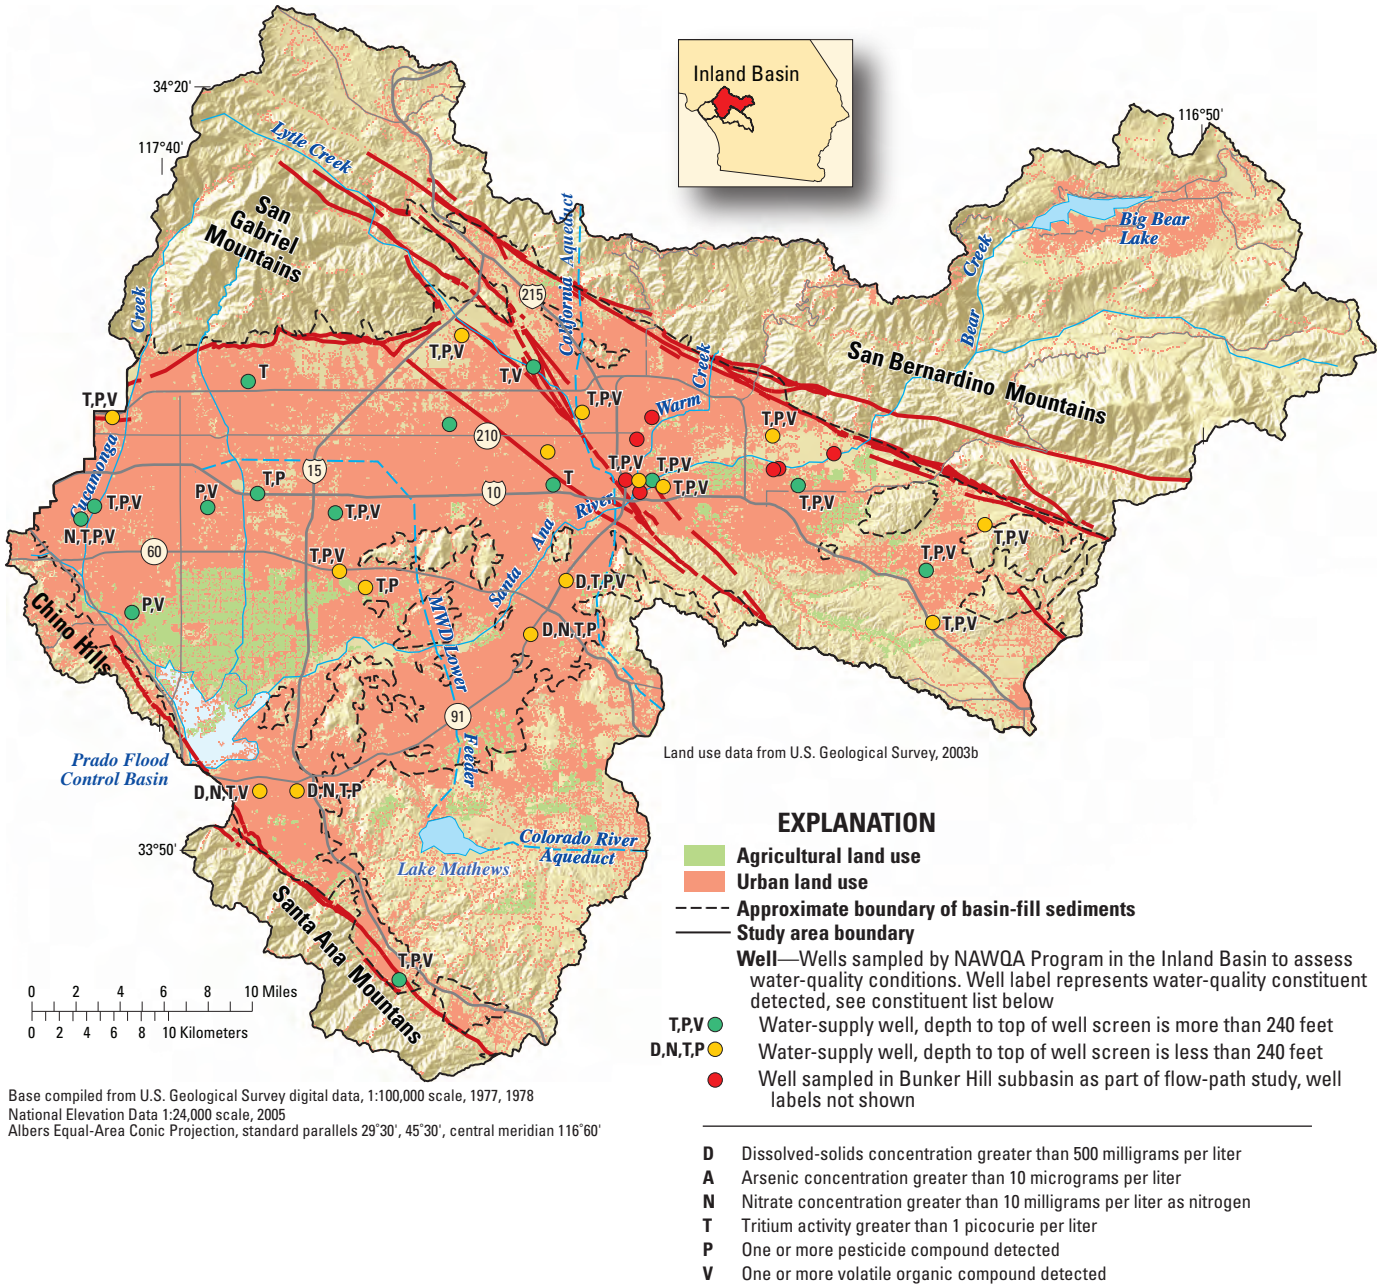 Inland Basin
34°20'
116°50'
117°40'
Lytle Creek
San
Gabriel
Mountains
California Aqueduct
Big Bear
Lake
Bear Creek
Creek
215
T,P,V
San Bernardino Mountains
T,V
T
T,P,V
T,P,V
Warm Creek
T,P,V
210
Cucamonga
15
T,P
T,P,V
T,P,V
T
P,V
10
T,P,V
T,P,V
T,P,V
T,P,V
River
N,T,P,V
Ana
T,P,V
60
T,P,V
T,P,V
T,P
Santa
D,T,P,V
Chino Hills
P,V
MWD Lower
D,N,T,P
T,P,V
91
Feeder
Prado Flood
Control Basin
Land use data from U.S. Geological Survey, 2003b
D,N,T,V
D,N,T,P
33°50'
Lake Mathews
Colorado River
Aqueduct
Santa Ana Mountans
T,P,V
0 2 4 6 8 10 Miles
0 2 4 6 8 10 Kilometers
Base compiled from U.S. Geological Survey digital data, 1:100,000 scale, 1977, 1978
National Elevation Data 1:24,000 scale, 2005
Albers Equal-Area Conic Projection, standard parallels 29°30', 45°30', central meridian 116°60'
EXPLANATION
Agricultural land use
Urban land use
Approximate boundary of basin-fill sediments
Study area boundary
Well—Wells sampled by NAWQA Program in the Inland Basin to assess
water-quality conditions. Well label represents water-quality constituent
detected, see constituent list below
T,P,V Water-supply well, depth to top of well screen is more than 240 feet
D,N,T,P Water-supply well, depth to top of well screen is less than 240 feet
Well sampled in Bunker Hill subbasin as part of flow-path study, well
labels not shown
D Dissolved-solids concentration greater than 500 milligrams per liter
A Arsenic concentration greater than 10 micrograms per liter
N Nitrate concentration greater than 10 milligrams per liter as nitrogen
T Tritium activity greater than 1 picocurie per liter
P One or more pesticide compound detected
V One or more volatile organic compound detected